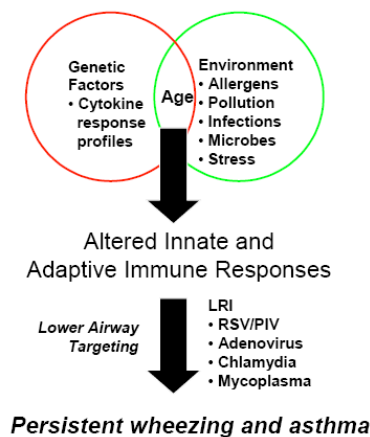 Genetic
Factors
• Cytokine
response
profiles
Age
Environment
• Allergens
• Pollution
• Infections
• Microbes
• Stress
Altered Innate and
Adaptive Immune Responses
Lower Airway
Targeting
LRI
• RSV/PIV
• Adenovirus
• Chlamydia
• Mycoplasma
Persistent wheezing and asthma